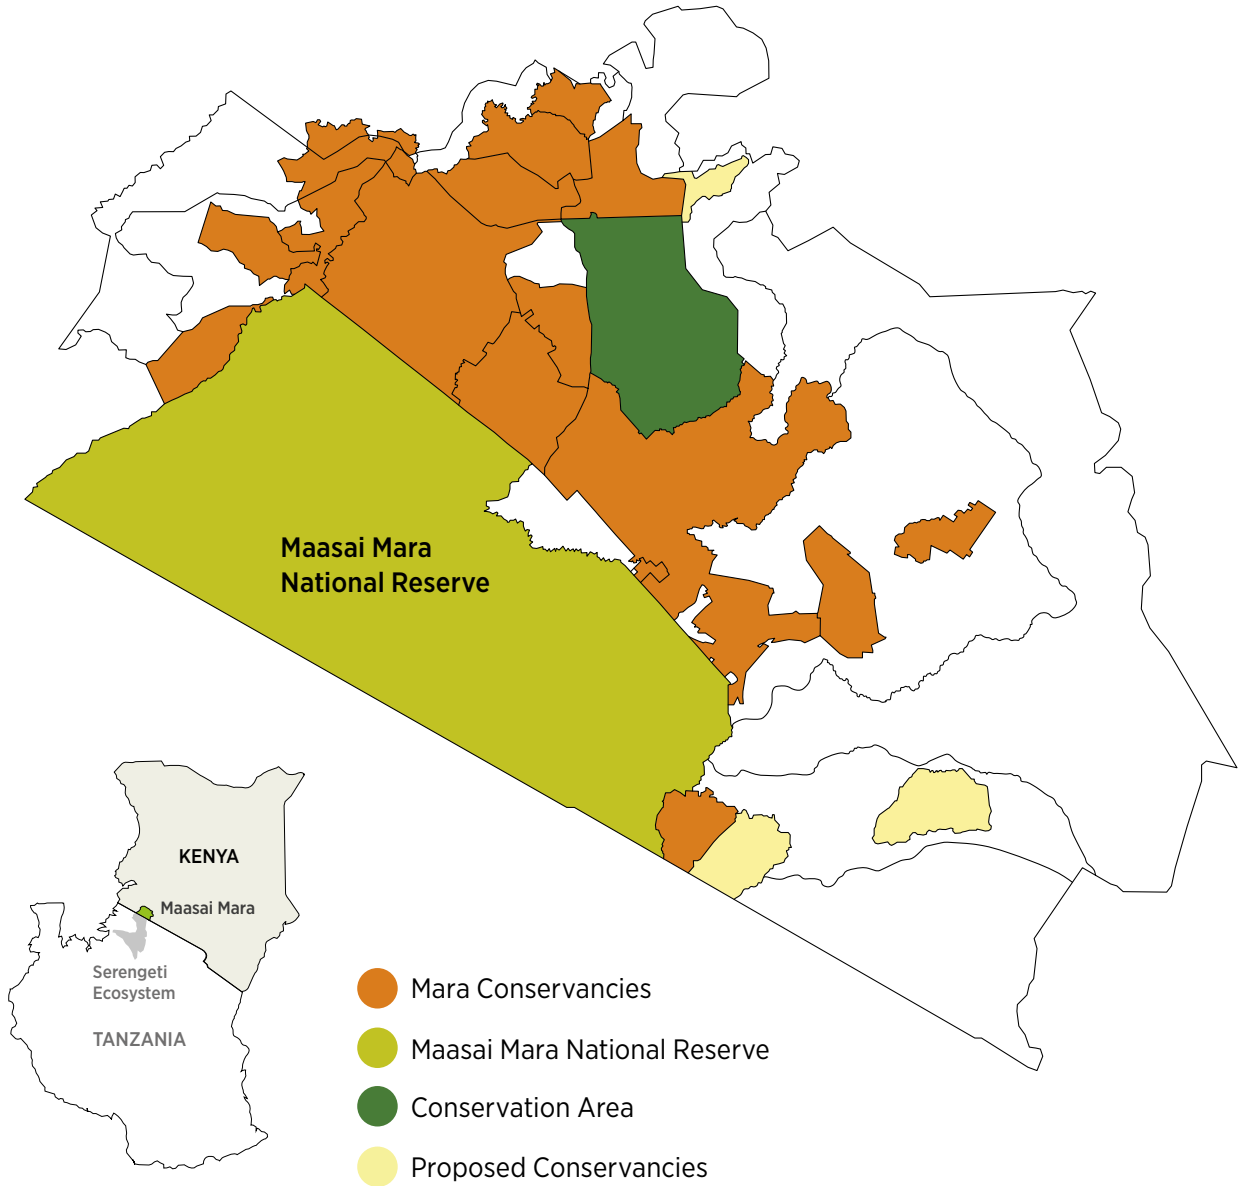 Maasai Mara
National Reserve
KENYA
Maasai Mara
Serengeti
Ecosystem
TANZANIA
Mara Conservancies
Maasai Mara National Reserve
Conservation Area
Proposed Conservancies